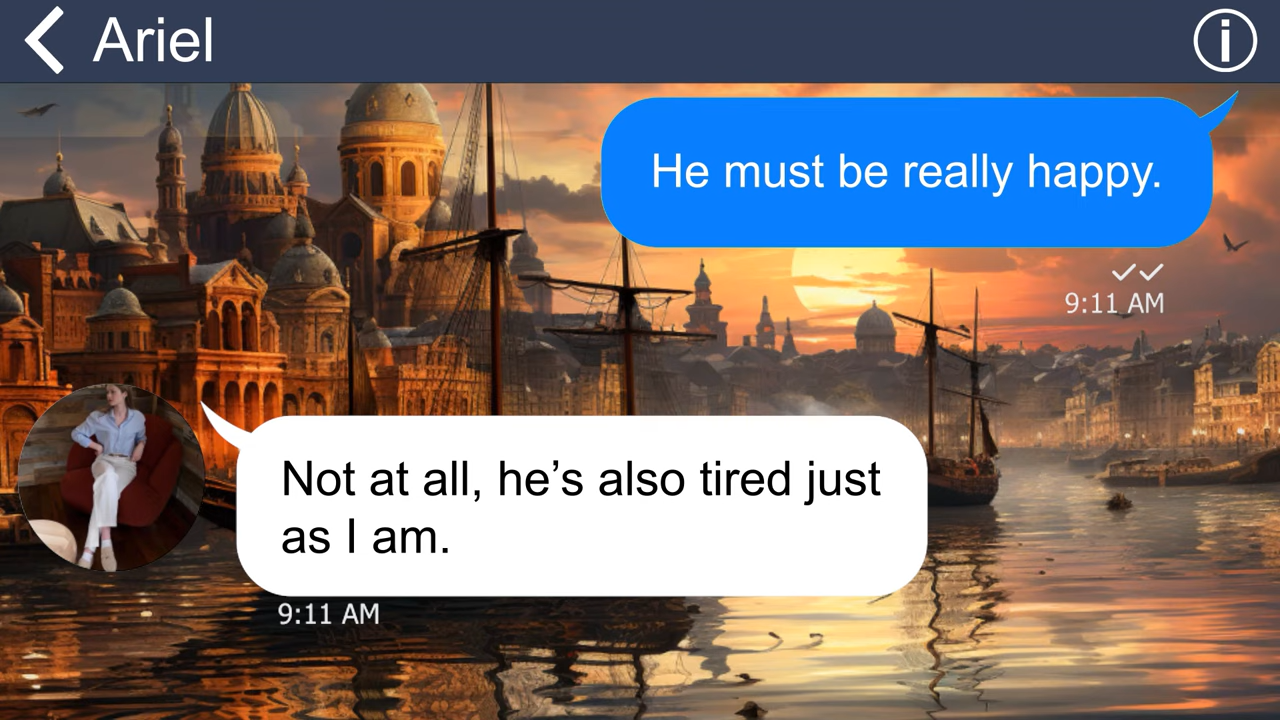 Ariel
He must be really happy.
9:11 AM
Not at all, he’s also tired just
as I am.
9:11 AM